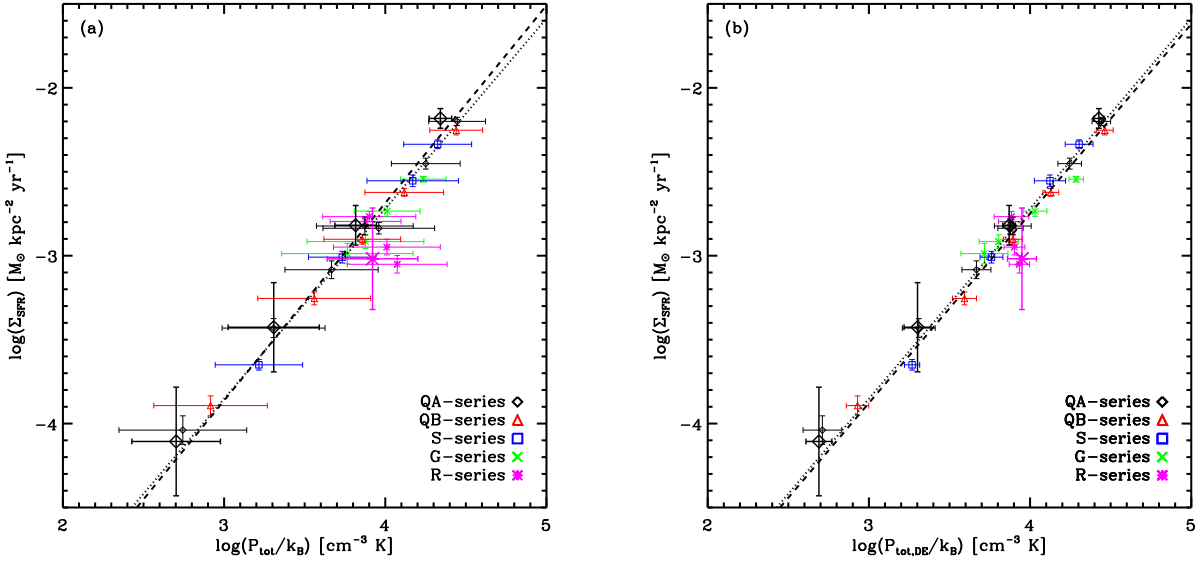 (a)
log(Σ_SFR) [M_⊙ kpc⁻² yr⁻¹]
-2
-3
-4
QA-series
QB-series
S-series
G-series
R-series
2 3 4 5
log(P_tot/k_B) [cm⁻³ K]
(b)
log(Σ_SFR) [M_⊙ kpc⁻² yr⁻¹]
-2
-3
-4
QA-series
QB-series
S-series
G-series
R-series
2 3 4 5
log(P_tot,DE/k_B) [cm⁻³ K]